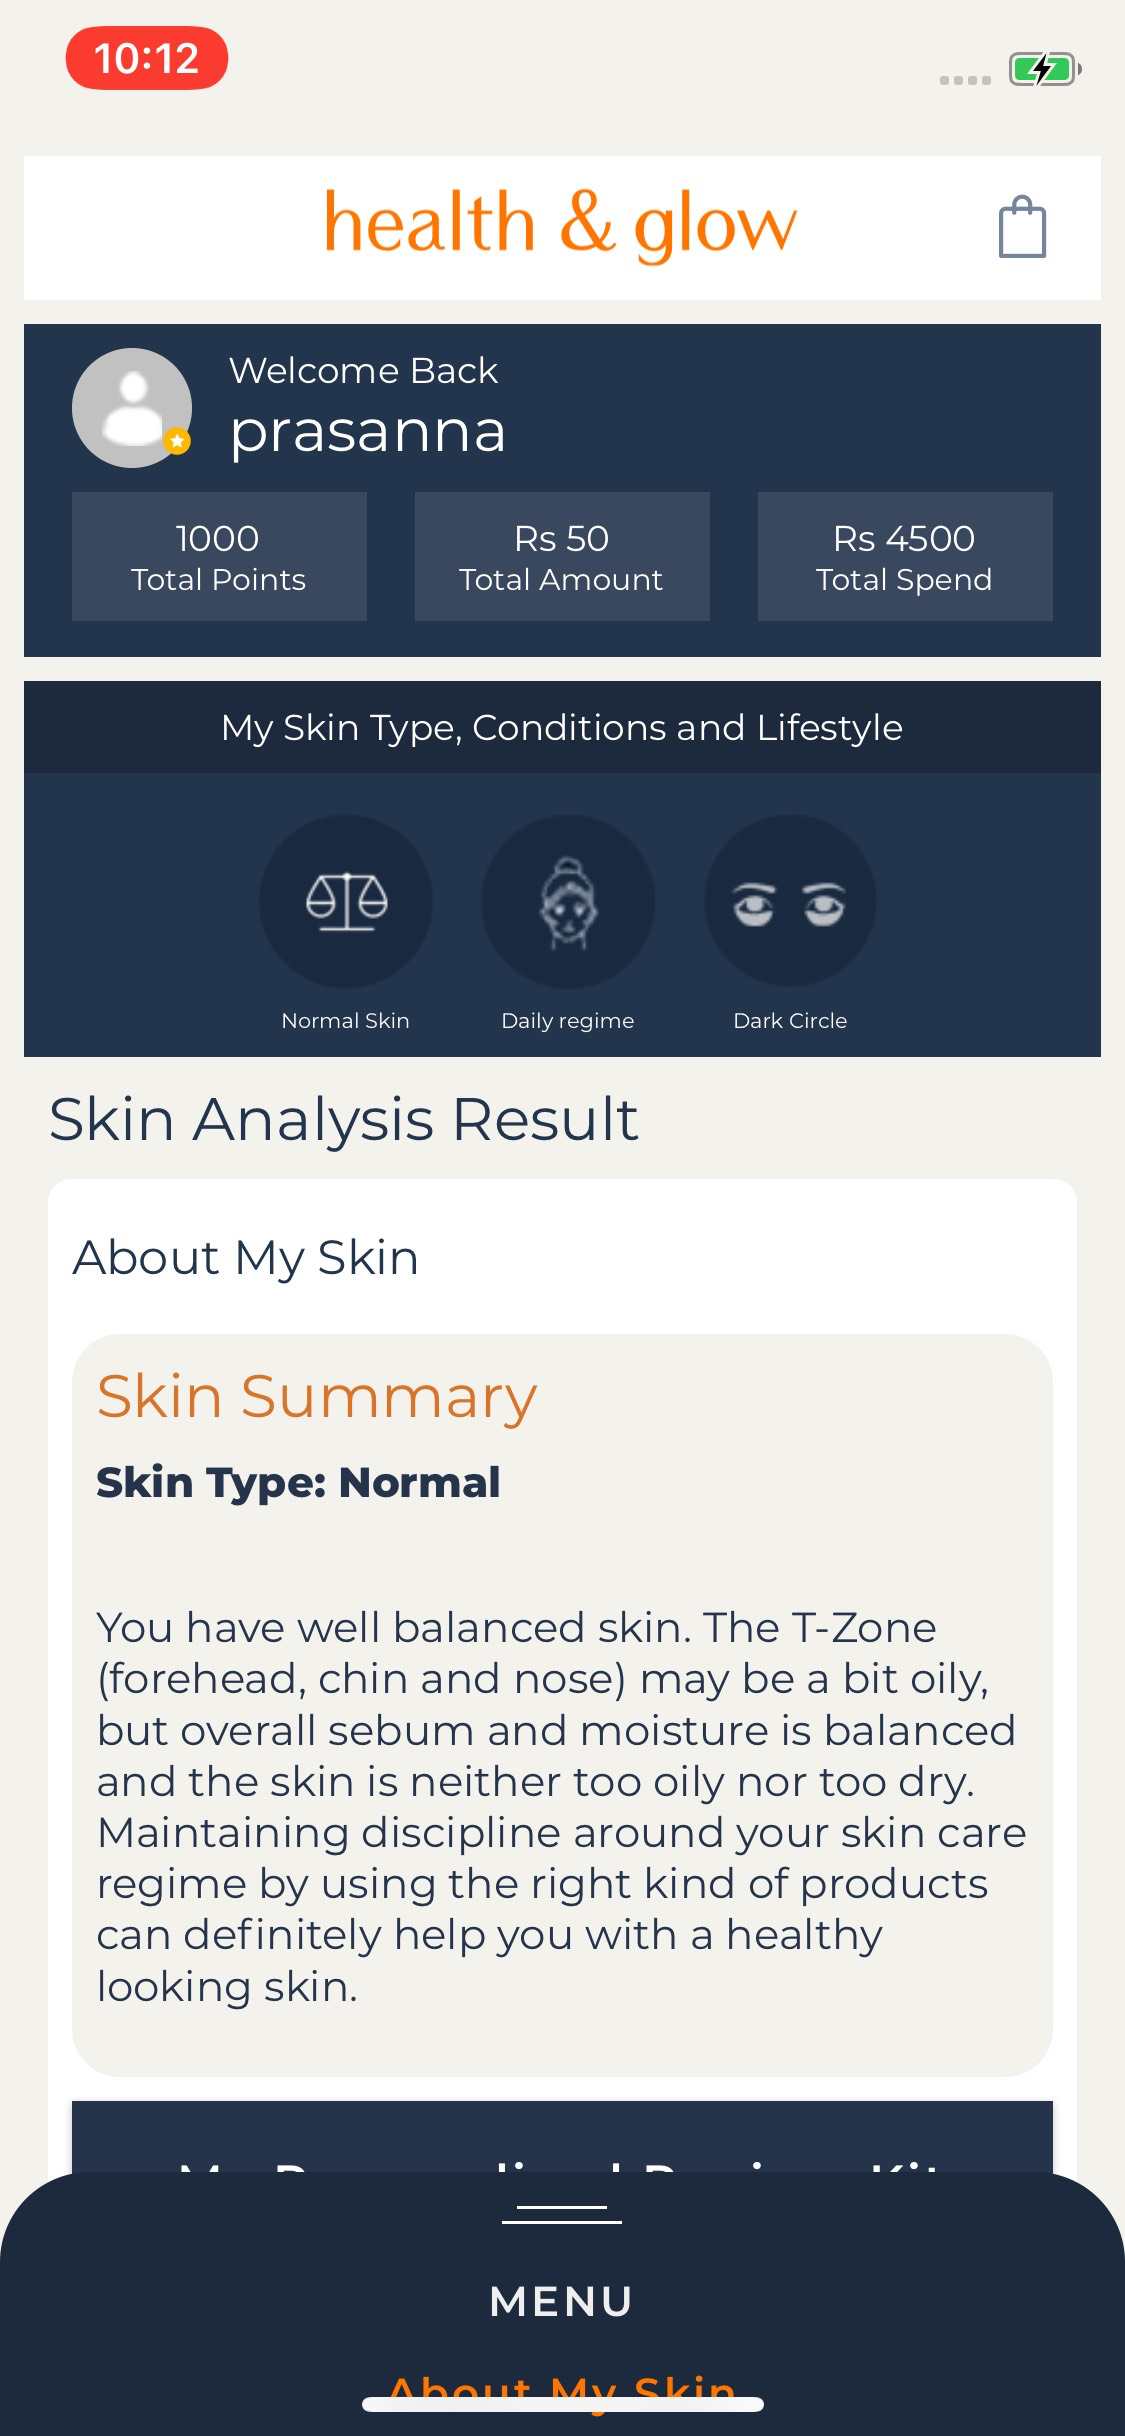 10:12
health & glow
Welcome Back
prasanna
1000
Total Points
Rs 50
Total Amount
Rs 4500
Total Spend
My Skin Type, Conditions and Lifestyle
Normal Skin
Daily regime
Dark Circle
Skin Analysis Result
About My Skin
Skin Summary
Skin Type: Normal
You have well balanced skin. The T-Zone
(forehead, chin and nose) may be a bit oily,
but overall sebum and moisture is balanced
and the skin is neither too oily nor too dry.
Maintaining discipline around your skin care
regime by using the right kind of products
can definitely help you with a healthy
looking skin.
MENU
About My Skin